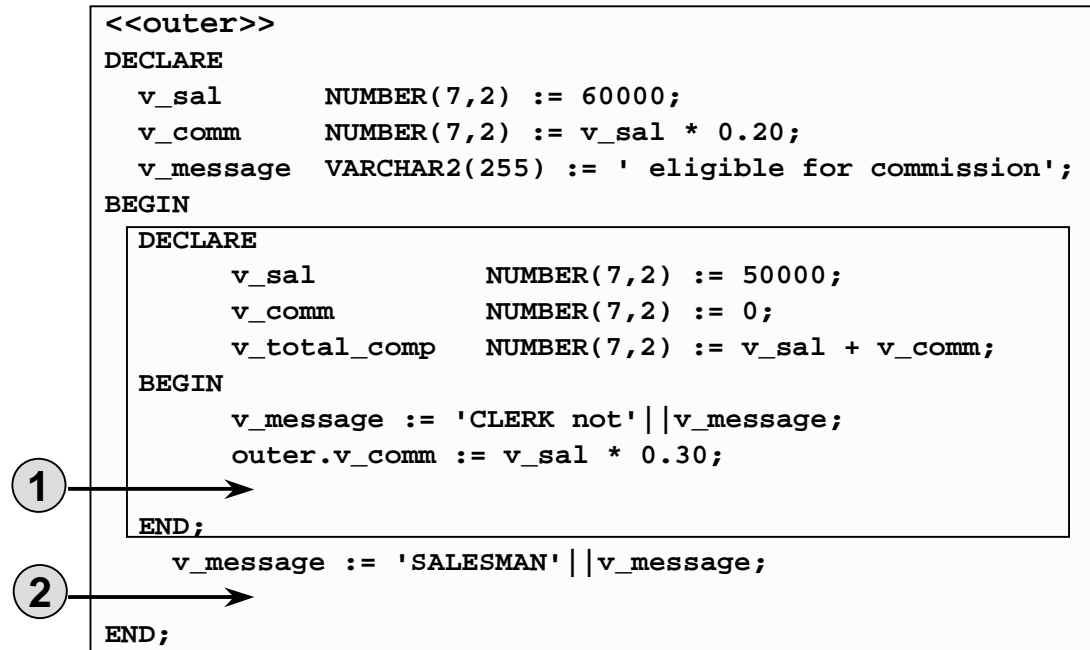 <<outer>>
DECLARE
v_sal NUMBER(7,2) := 60000;
v_comm NUMBER(7,2) := v_sal * 0.20;
v_message VARCHAR2(255) := ' eligible for commission';
BEGIN
DECLARE
v_sal NUMBER(7,2) := 50000;
v_comm NUMBER(7,2) := 0;
v_total_comp NUMBER(7,2) := v_sal + v_comm;
BEGIN
v_message := 'CLERK not'||v_message;
outer.v_comm := v_sal * 0.30;
1
END;
v_message := 'SALESMAN'||v_message;
2
END;